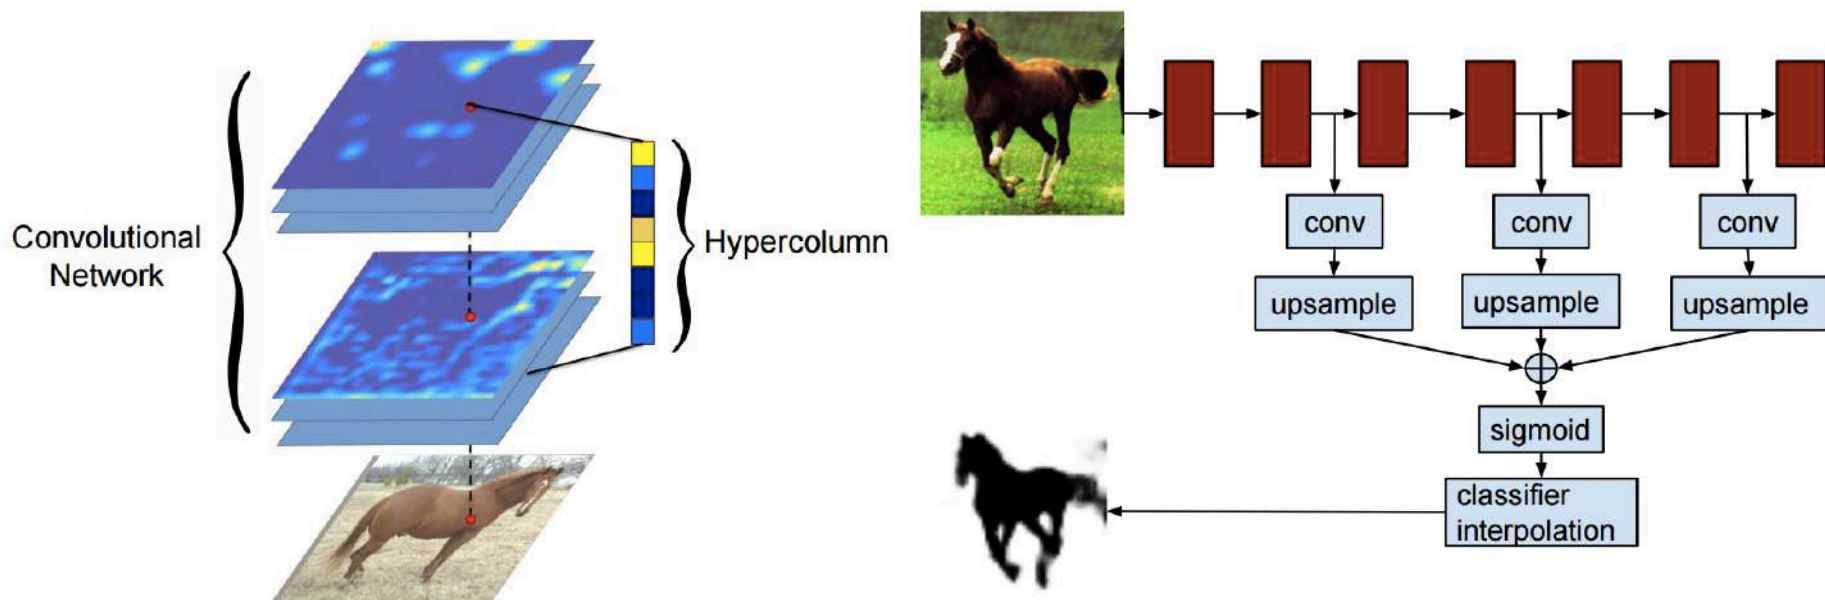 Convolutional
Network
Hypercolumn
conv
conv
conv
upsample
upsample
upsample
sigmoid
classifier
interpolation